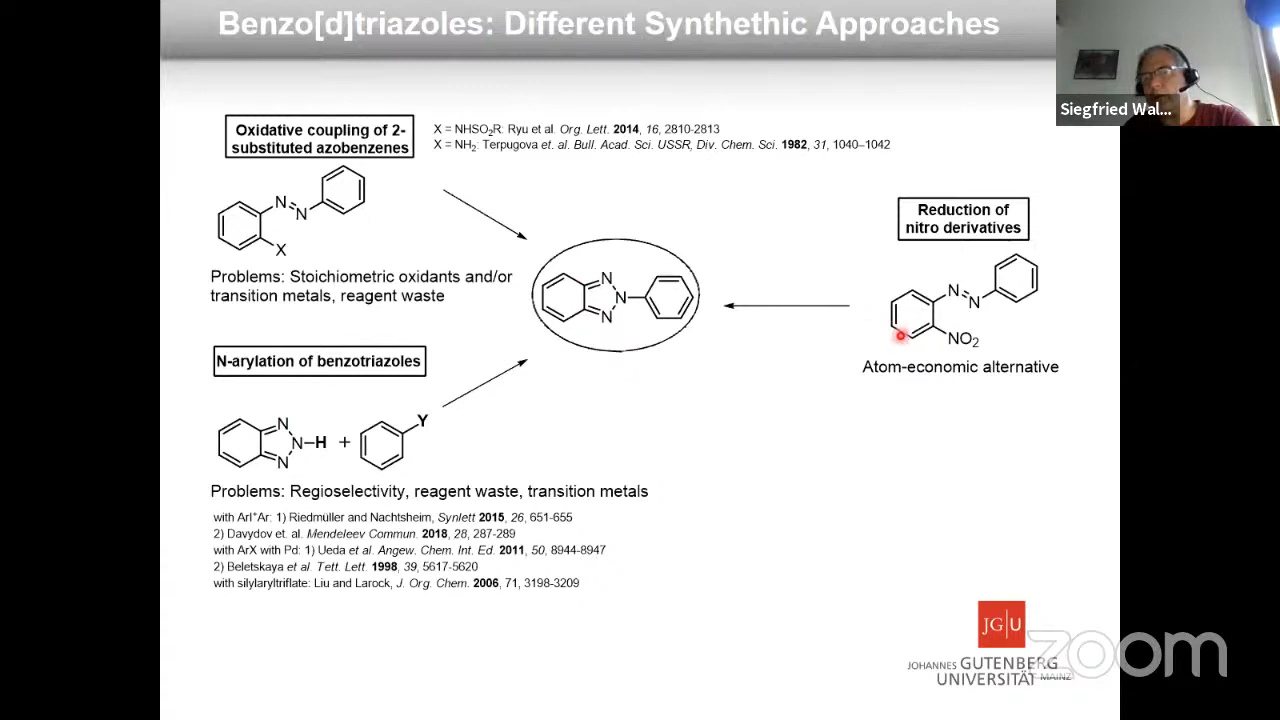 Benzo[d]triazoles: Different Synthethic Approaches
Siegfried Wal...
Oxidative coupling of 2-
substituted azobenzenes
X = NHSO₂R: Ryu et al. Org. Lett. 2014, 16, 2810-2813
X = NH₂: Terpugova et. al. Bull. Acad. Sci. USSR, Div. Chem. Sci. 1982, 31, 1040–1042
N
N
X
Problems: Stoichiometric oxidants and/or
transition metals, reagent waste
N
N
N
Reduction of
nitro derivatives
N
N
NO₂
Atom-economic alternative
N-arylation of benzotriazoles
N
N–H
N
+
Y
Problems: Regioselectivity, reagent waste, transition metals
with ArI⁺Ar: 1) Riedmüller and Nachtsheim, Synlett 2015, 26, 651-655
2) Davydov et. al. Mendeleev Commun. 2018, 28, 287-289
with ArX with Pd: 1) Ueda et al. Angew. Chem. Int. Ed. 2011, 50, 8944-8947
2) Beletskaya et al. Tett. Lett. 1998, 39, 5617-5620
with silylaryltriflate: Liu and Larock, J. Org. Chem. 2006, 71, 3198-3209
JG|U
JOHANNES GUTENBERG
UNIVERSITÄT MAINZ
zoom